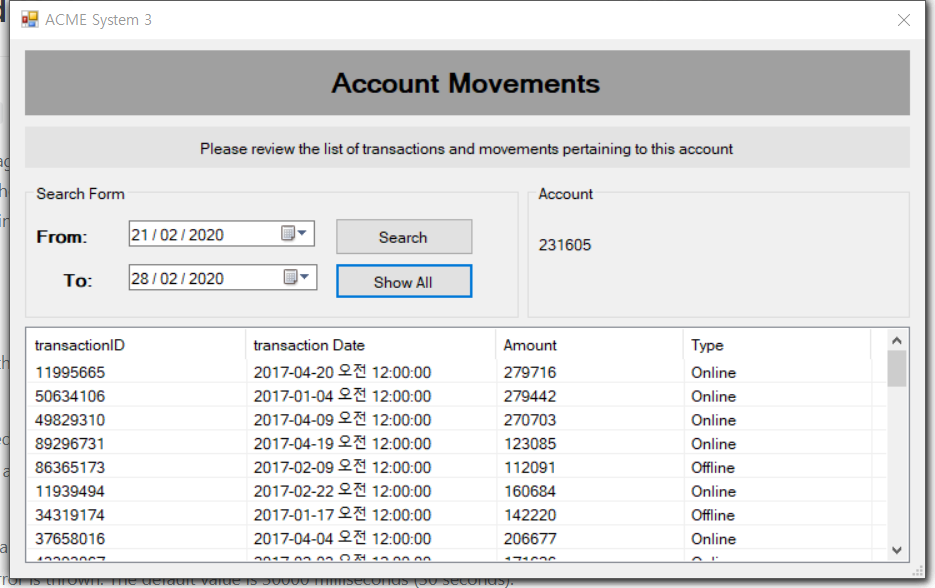 ACME System 3
Account Movements
Please review the list of transactions and movements pertaining to this account
Search Form
From: 21 / 02 / 2020 Search
To: 28 / 02 / 2020 Show All
Account
231605
transactionID transaction Date Amount Type
11995665 2017-04-20 오전 12:00:00 279716 Online
50634106 2017-01-04 오전 12:00:00 279442 Online
49829310 2017-04-09 오전 12:00:00 270703 Online
89296731 2017-04-19 오전 12:00:00 123085 Online
86365173 2017-02-09 오전 12:00:00 112091 Offline
11939494 2017-02-22 오전 12:00:00 160684 Online
34319174 2017-01-17 오전 12:00:00 142220 Offline
37658016 2017-04-04 오전 12:00:00 206677 Online
is thrown. The default value is 30000 milliseconds (30 seconds).